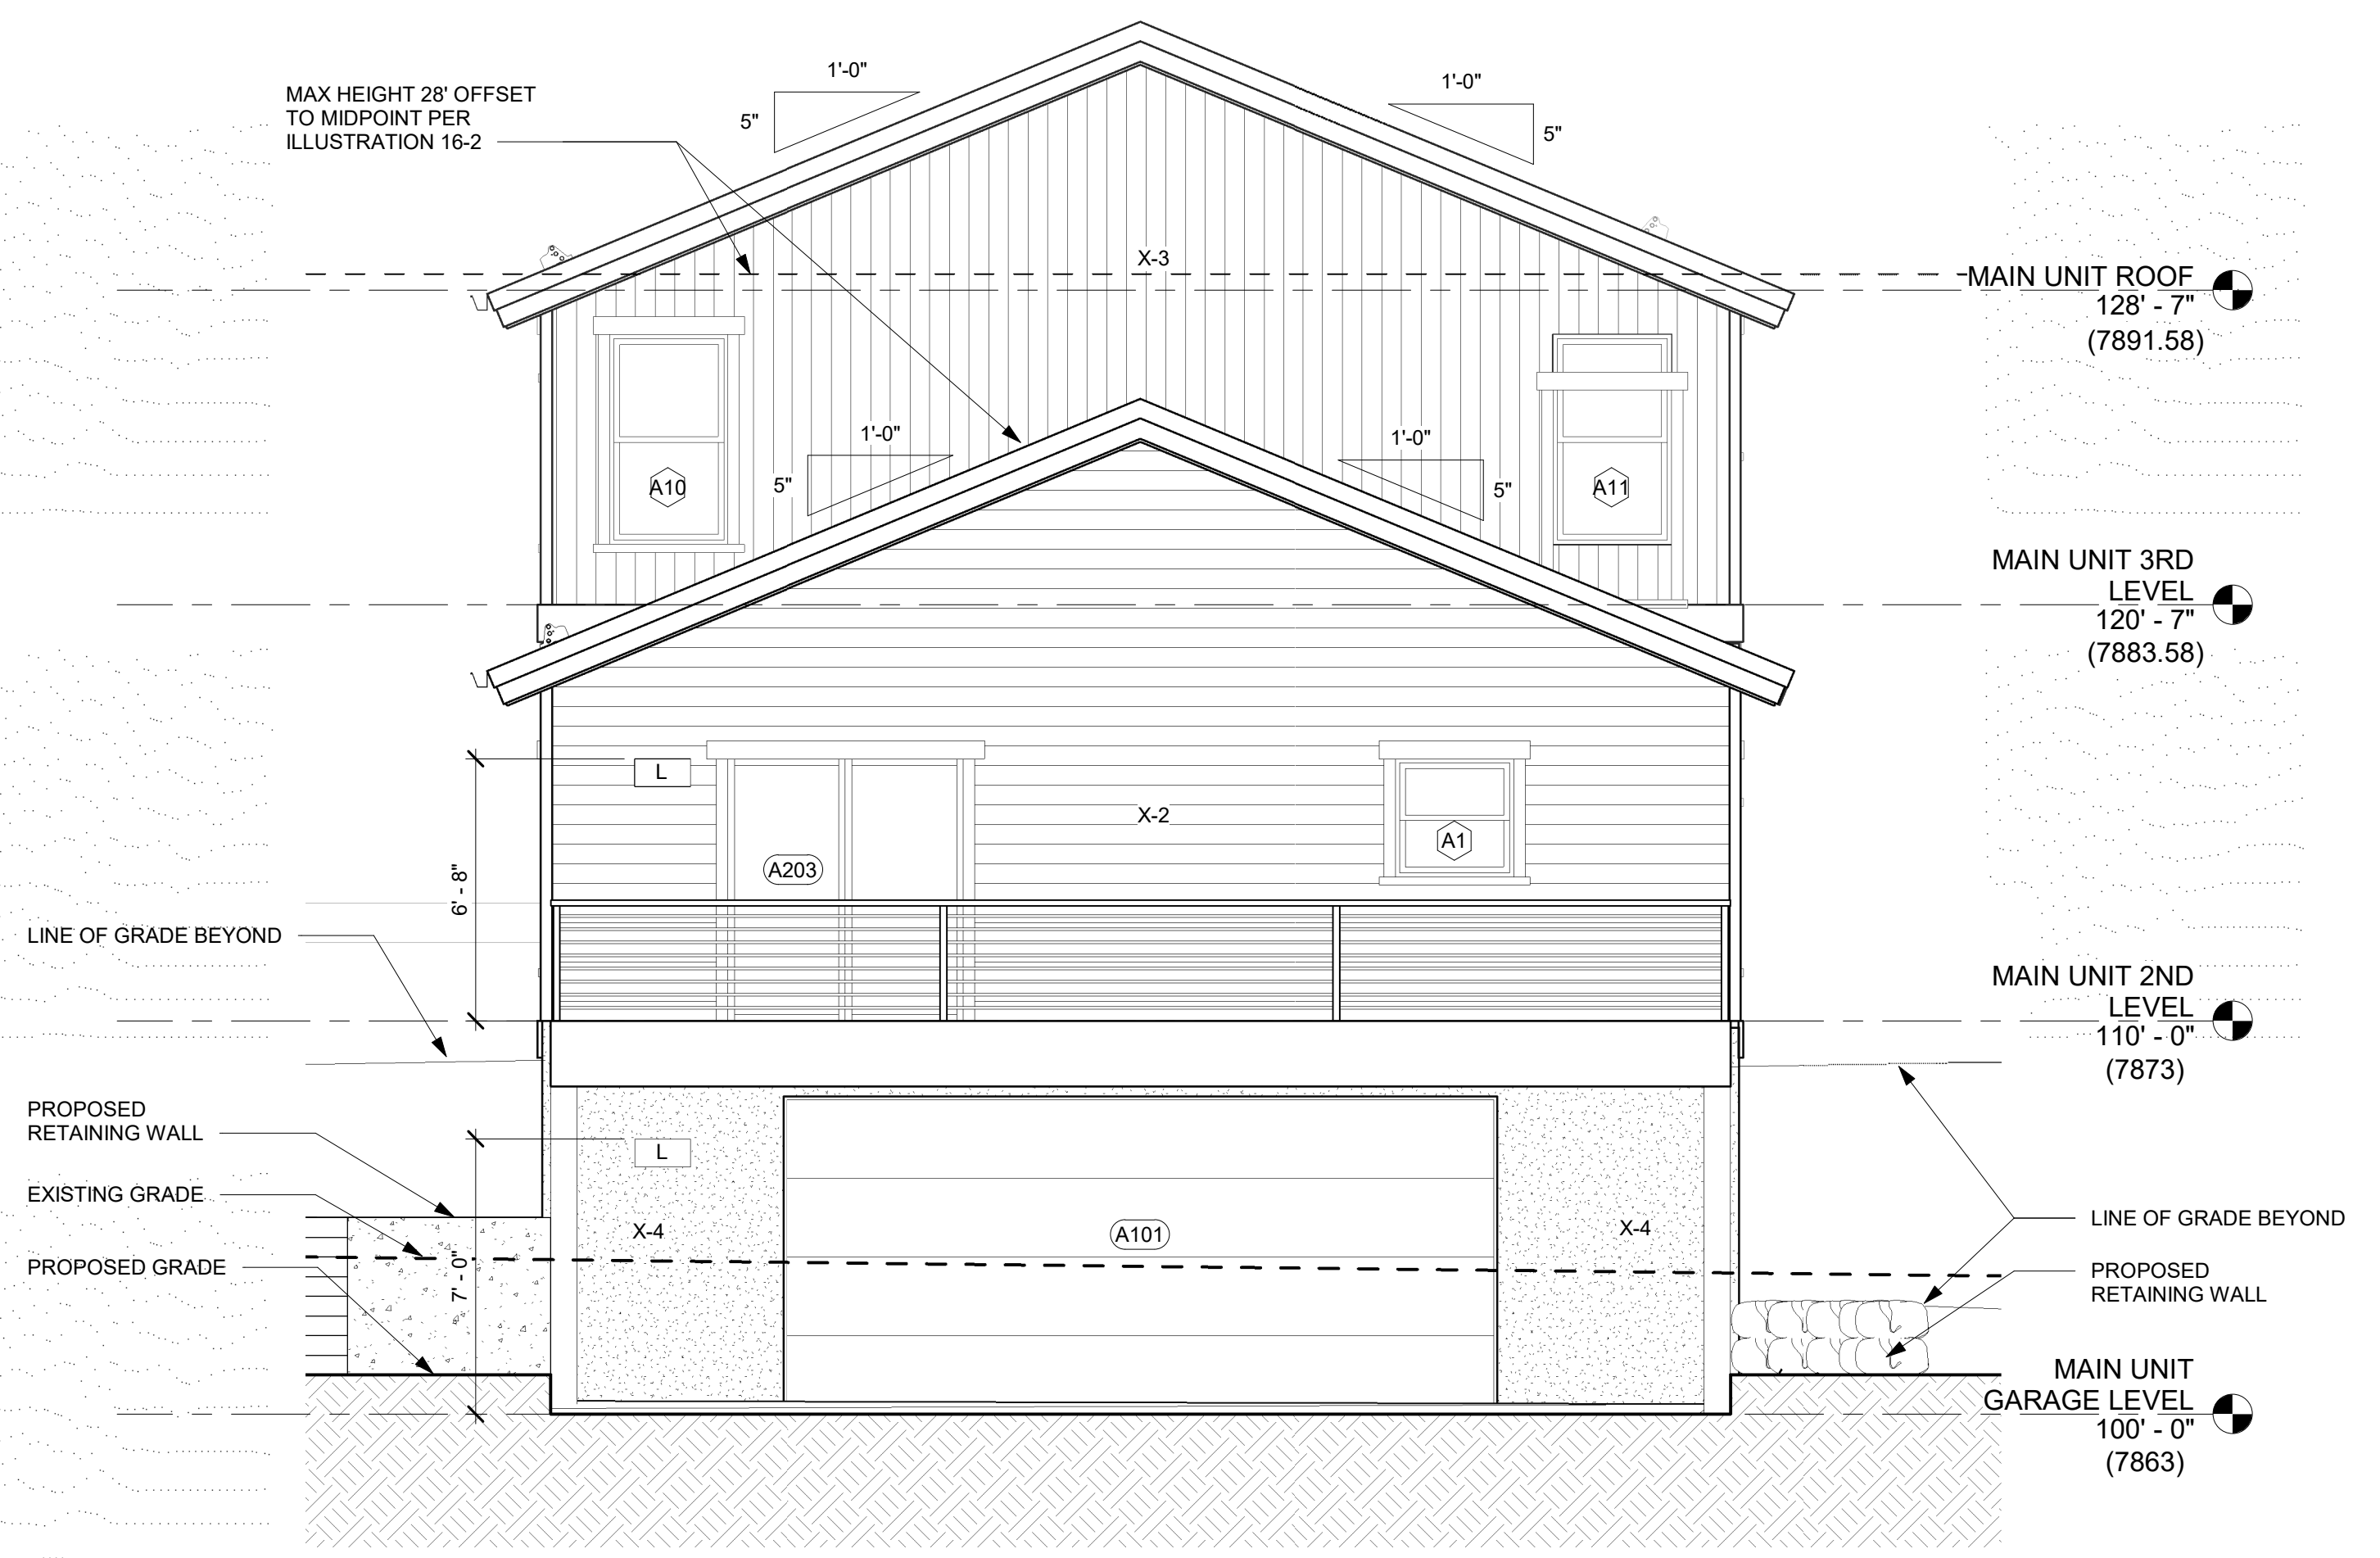 1'-0"
1'-0"
MAX HEIGHT 28' OFFSET
TO MIDPOINT PER
ILLUSTRATION 16-2
5"
5"
X-3
MAIN UNIT ROOF
128' - 7"
(7891.58)
1'-0"
1'-0"
5"
5"
A10
A11
MAIN UNIT 3RD
LEVEL
120' - 7"
(7883.58)
L
X-2
A1
A203
6' - 8"
LINE OF GRADE BEYOND
MAIN UNIT 2ND
LEVEL
110' - 0"
(7873)
PROPOSED
RETAINING WALL
L
EXISTING GRADE
X-4
A101
X-4
LINE OF GRADE BEYOND
PROPOSED GRADE
7' - 0"
PROPOSED
RETAINING WALL
MAIN UNIT
GARAGE LEVEL
100' - 0"
(7863)